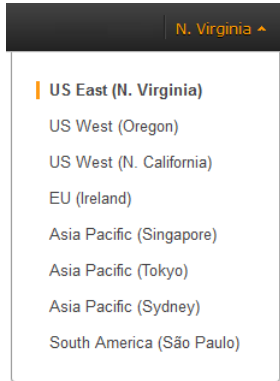 N. Virginia
US East (N. Virginia)
US West (Oregon)
US West (N. California)
EU (Ireland)
Asia Pacific (Singapore)
Asia Pacific (Tokyo)
Asia Pacific (Sydney)
South America (São Paulo)